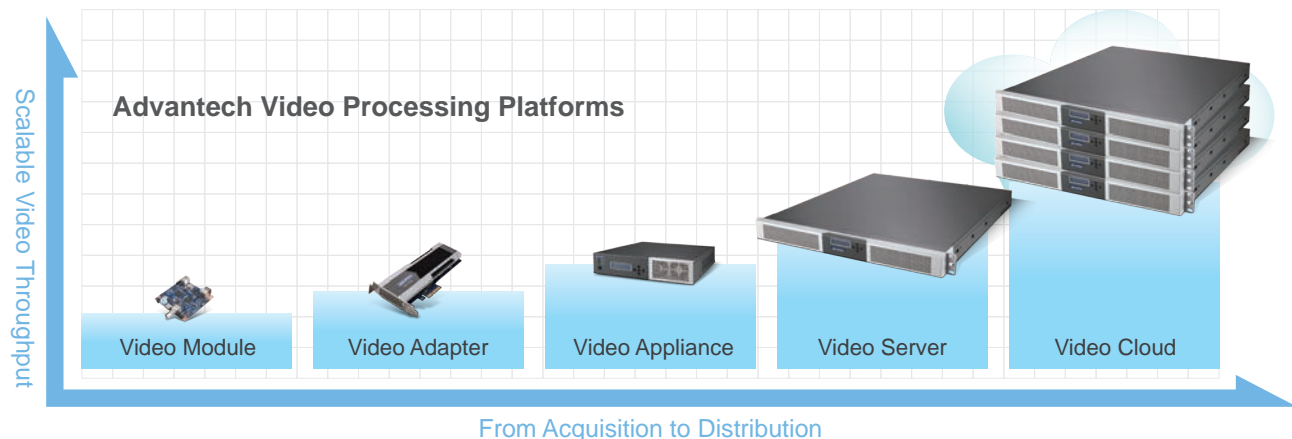 Advantech Video Processing Platforms
Scalable Video Throughput
Video Module
Video Adapter
Video Appliance
Video Server
Video Cloud
From Acquisition to Distribution